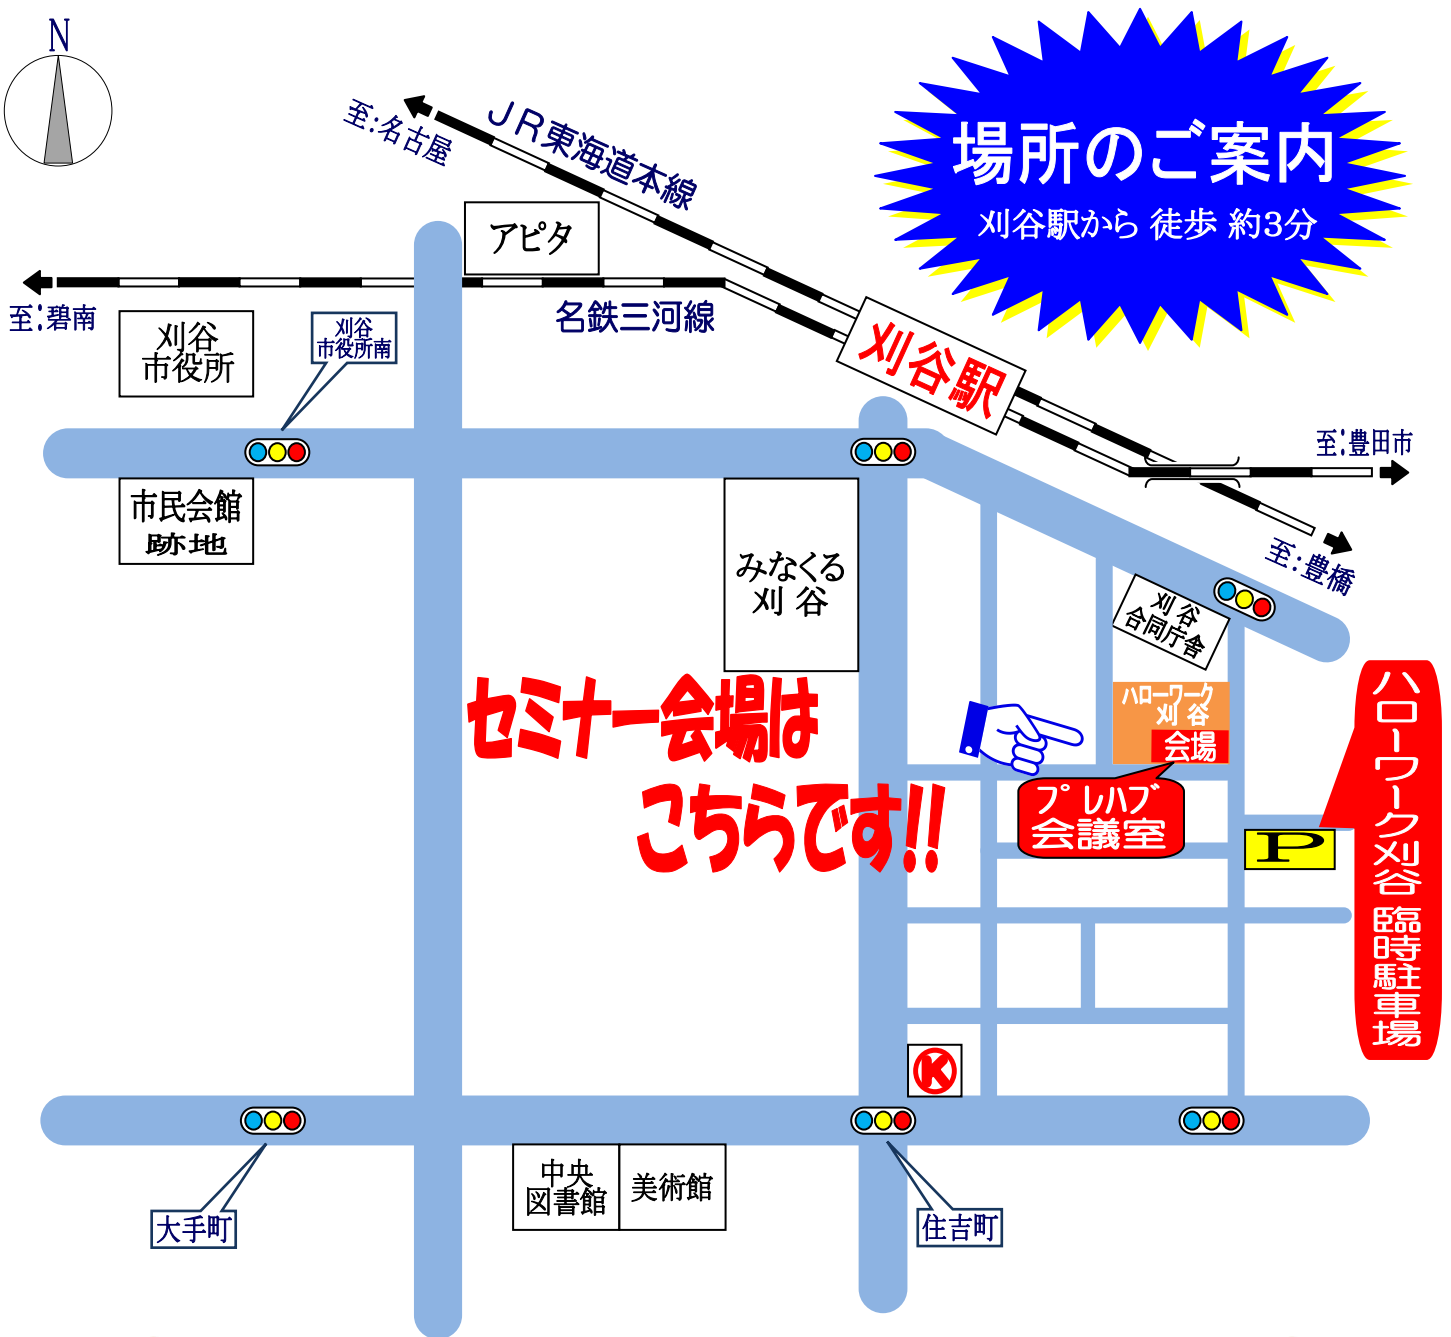 N
場所のご案内
刈谷駅から 徒歩 約3分
至:名古屋
JR東海道本線
アピタ
至:碧南
名鉄三河線
刈谷
市役所
刈谷
市役所南
刈谷駅
至:豊田市
至:豊橋
市民会館
跡地
みなくる
刈 谷
刈 谷
合同庁舎
ハローワーク
刈 谷
会場
セミナー会場は
こちらです!!
プレハブ
会議室
P
ハローワーク刈谷 臨時駐車場
K
中央
図書館
美術館
大手町
住吉町